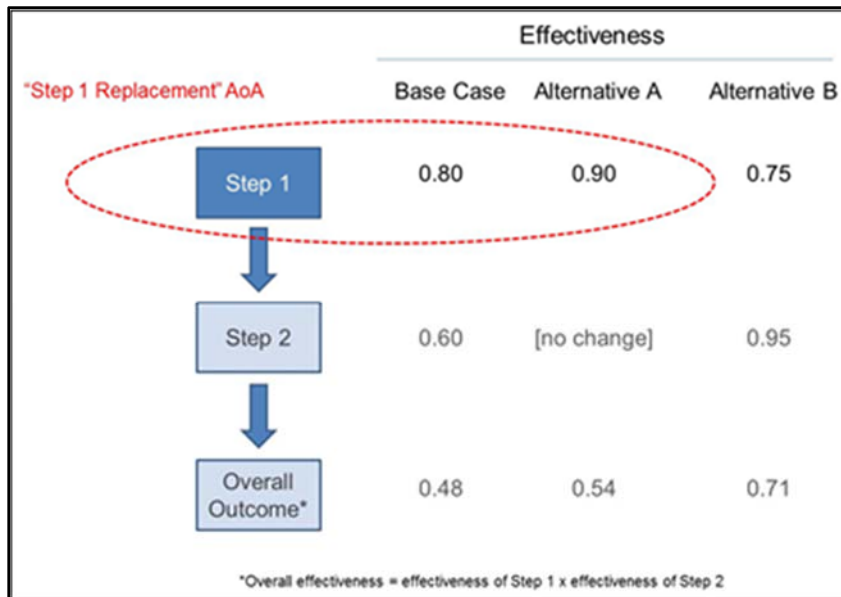 Effectiveness
"Step 1 Replacement" AoA Base Case Alternative A Alternative B
Step 1 0.80 0.90 0.75
Step 2 0.60 [no change] 0.95
Overall
Outcome* 0.48 0.54 0.71
*Overall effectiveness = effectiveness of Step 1 x effectiveness of Step 2